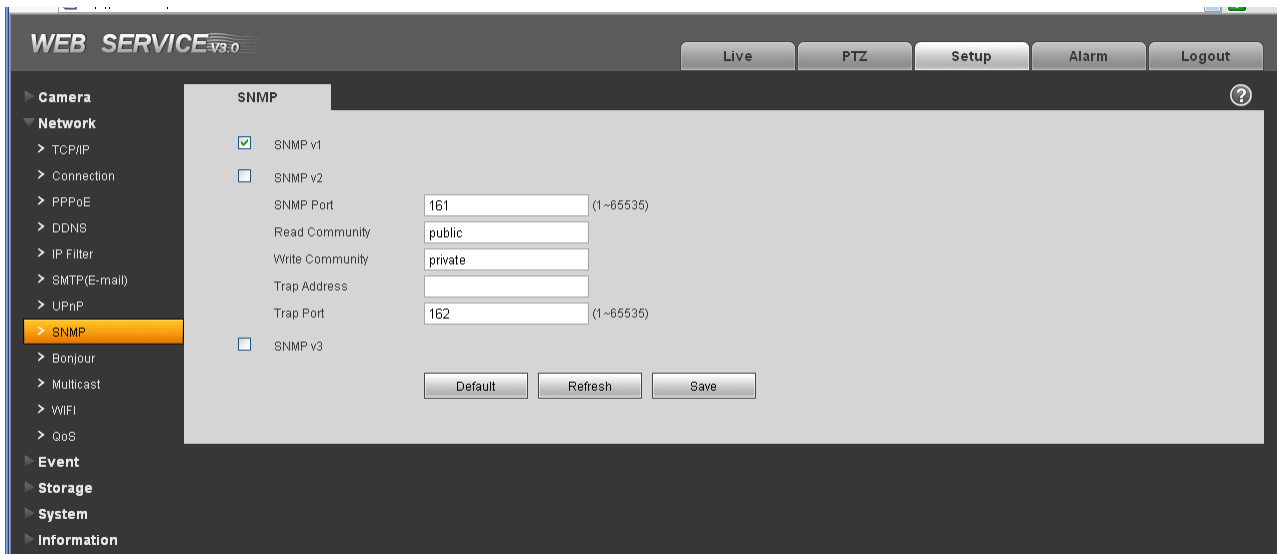 WEB SERVICE V3.0
Live PTZ Setup Alarm Logout
Camera
Network
TCP/IP
Connection
PPPoE
DDNS
IP Filter
SMTP(E-mail)
UPnP
SNMP
Bonjour
Multicast
WIFI
QoS
Event
Storage
System
Information
SNMP ?
SNMP v1
SNMP v2
SNMP Port 161 (1~65535)
Read Community public
Write Community private
Trap Address
Trap Port 162 (1~65535)
SNMP v3
Default Refresh Save